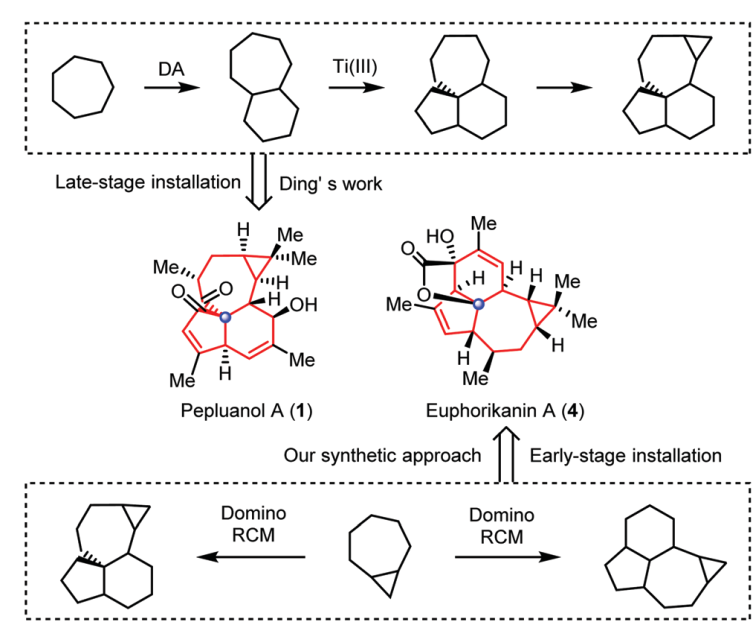 DA
Ti(III)
Late-stage installation
Ding' s work
H
Me
Me
Me
H
O
O
H
OH
Me
Me
H
Pepluanol A (1)
Me
HO
O
H
H
H
Me
O
Me
Me
H
H
Me
Euphorikanin A (4)
Our synthetic approach
Early-stage installation
Domino
RCM
Domino
RCM